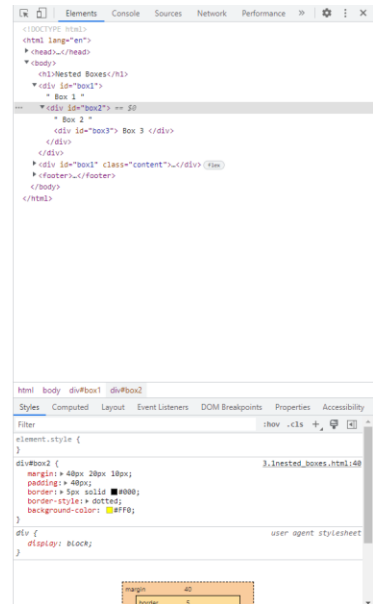 Elements Console Sources Network Performance »
<!DOCTYPE html>
<html lang="en">
<head>…</head>
<body>
<h1>Nested Boxes</h1>
<div id="box1">
" Box 1 "
… <div id="box2"> == $0
" Box 2 "
<div id="box3"> Box 3 </div>
</div>
</div>
<div id="box1" class="content">…</div> flex
<footer>…</footer>
</body>
</html>
html body div#box1 div#box2
Styles Computed Layout Event Listeners DOM Breakpoints Properties Accessibility
Filter :hov .cls +
element.style {
}
div#box2 { 3.1nested_boxes.html:40
margin: 40px 20px 10px;
padding: 40px;
border: 5px solid #000;
border-style: dotted;
background-color: #FF0;
}
div { user agent stylesheet
display: block;
}
margin 40
border 5